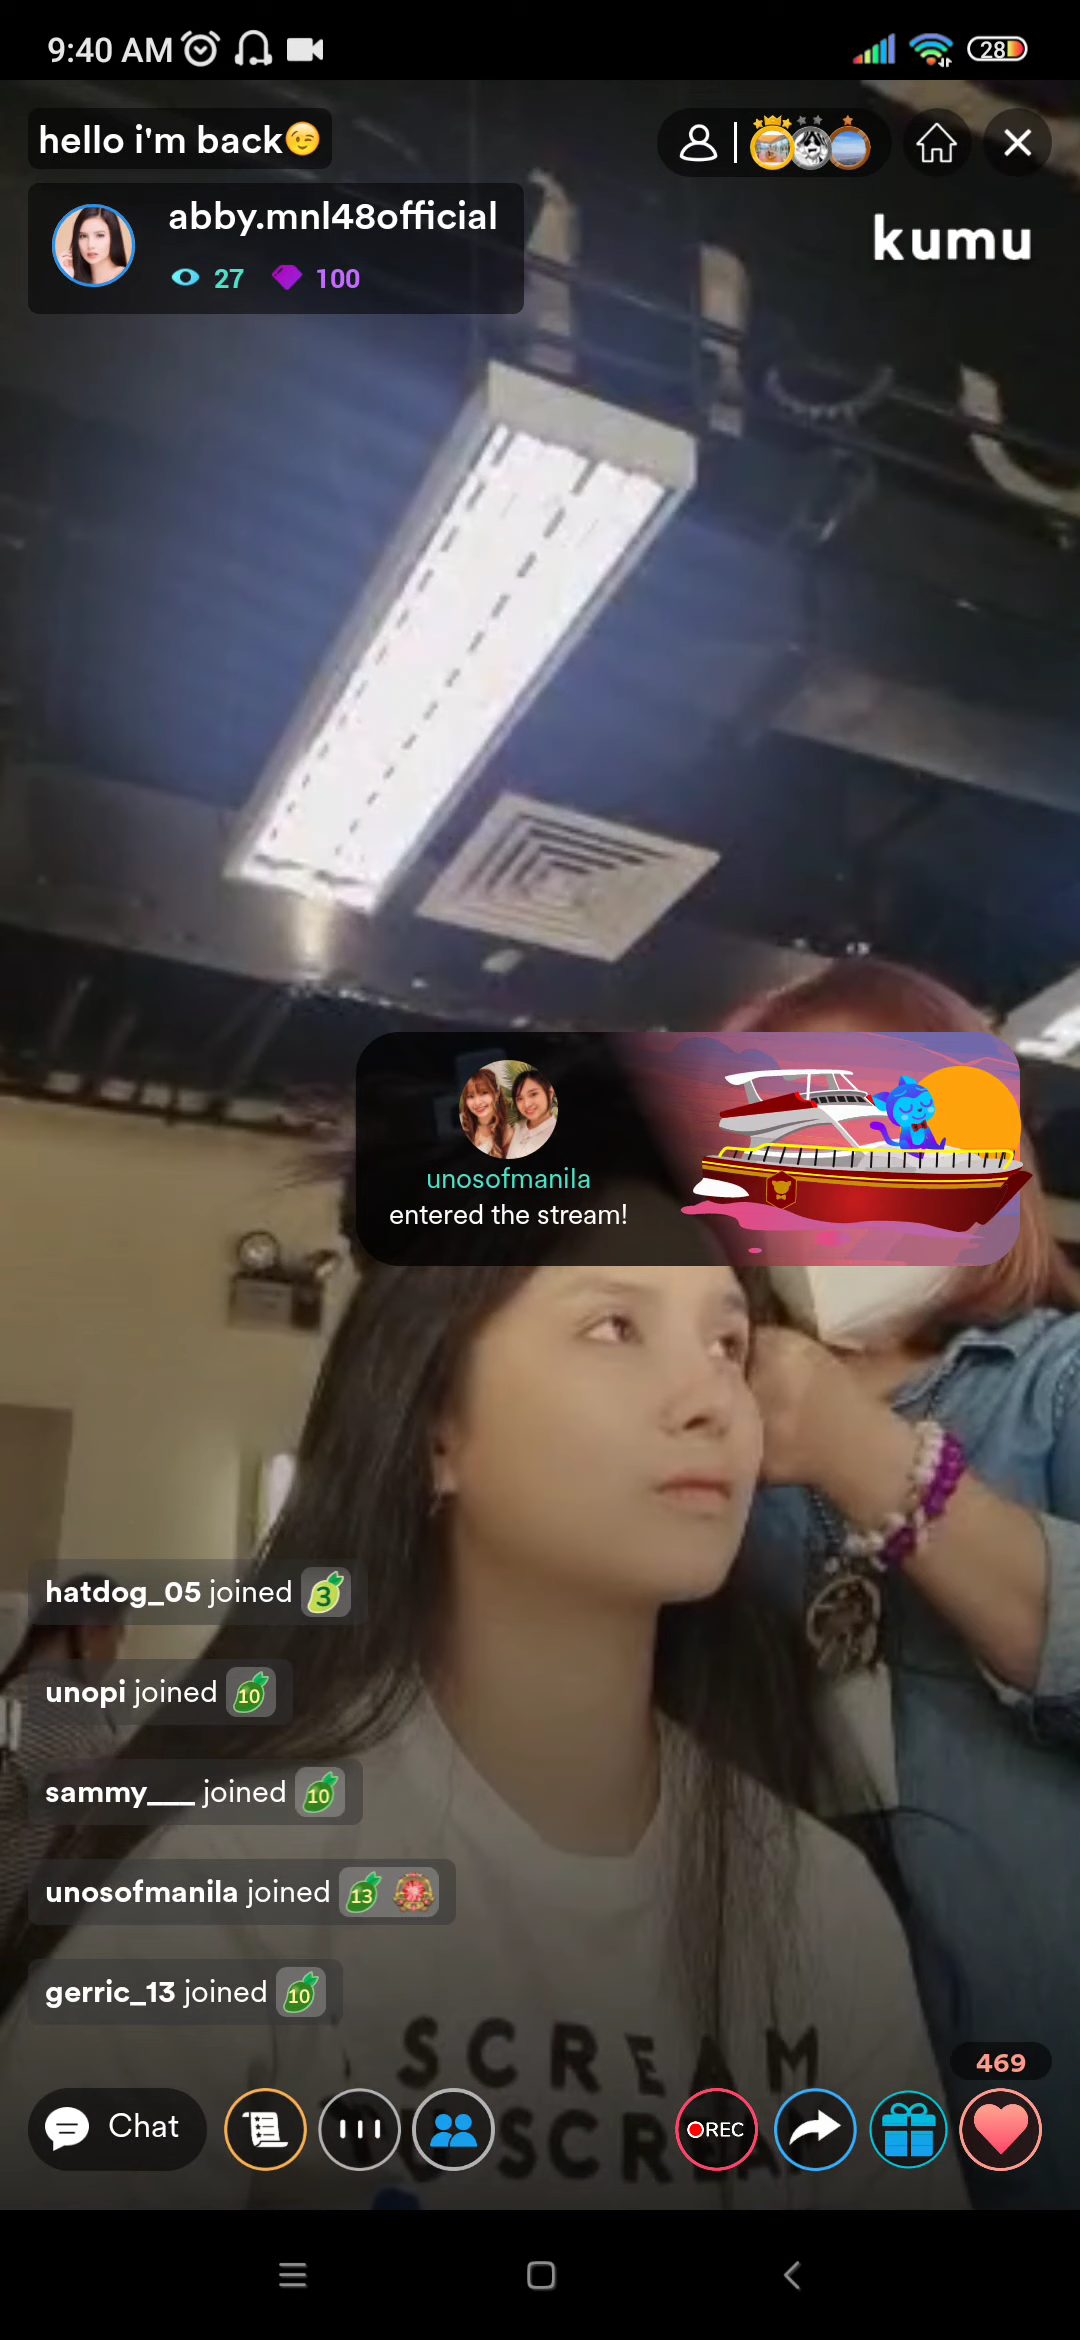 9:40 AM
28
hello i'm back😉
abby.mnl48official
27 100
kumu
unosofmanila
entered the stream!
hatdog_05 joined 3
unopi joined 10
sammy___ joined 10
unosofmanila joined 13
gerric_13 joined 10
SCREAM
SCREAM
469
Chat
REC